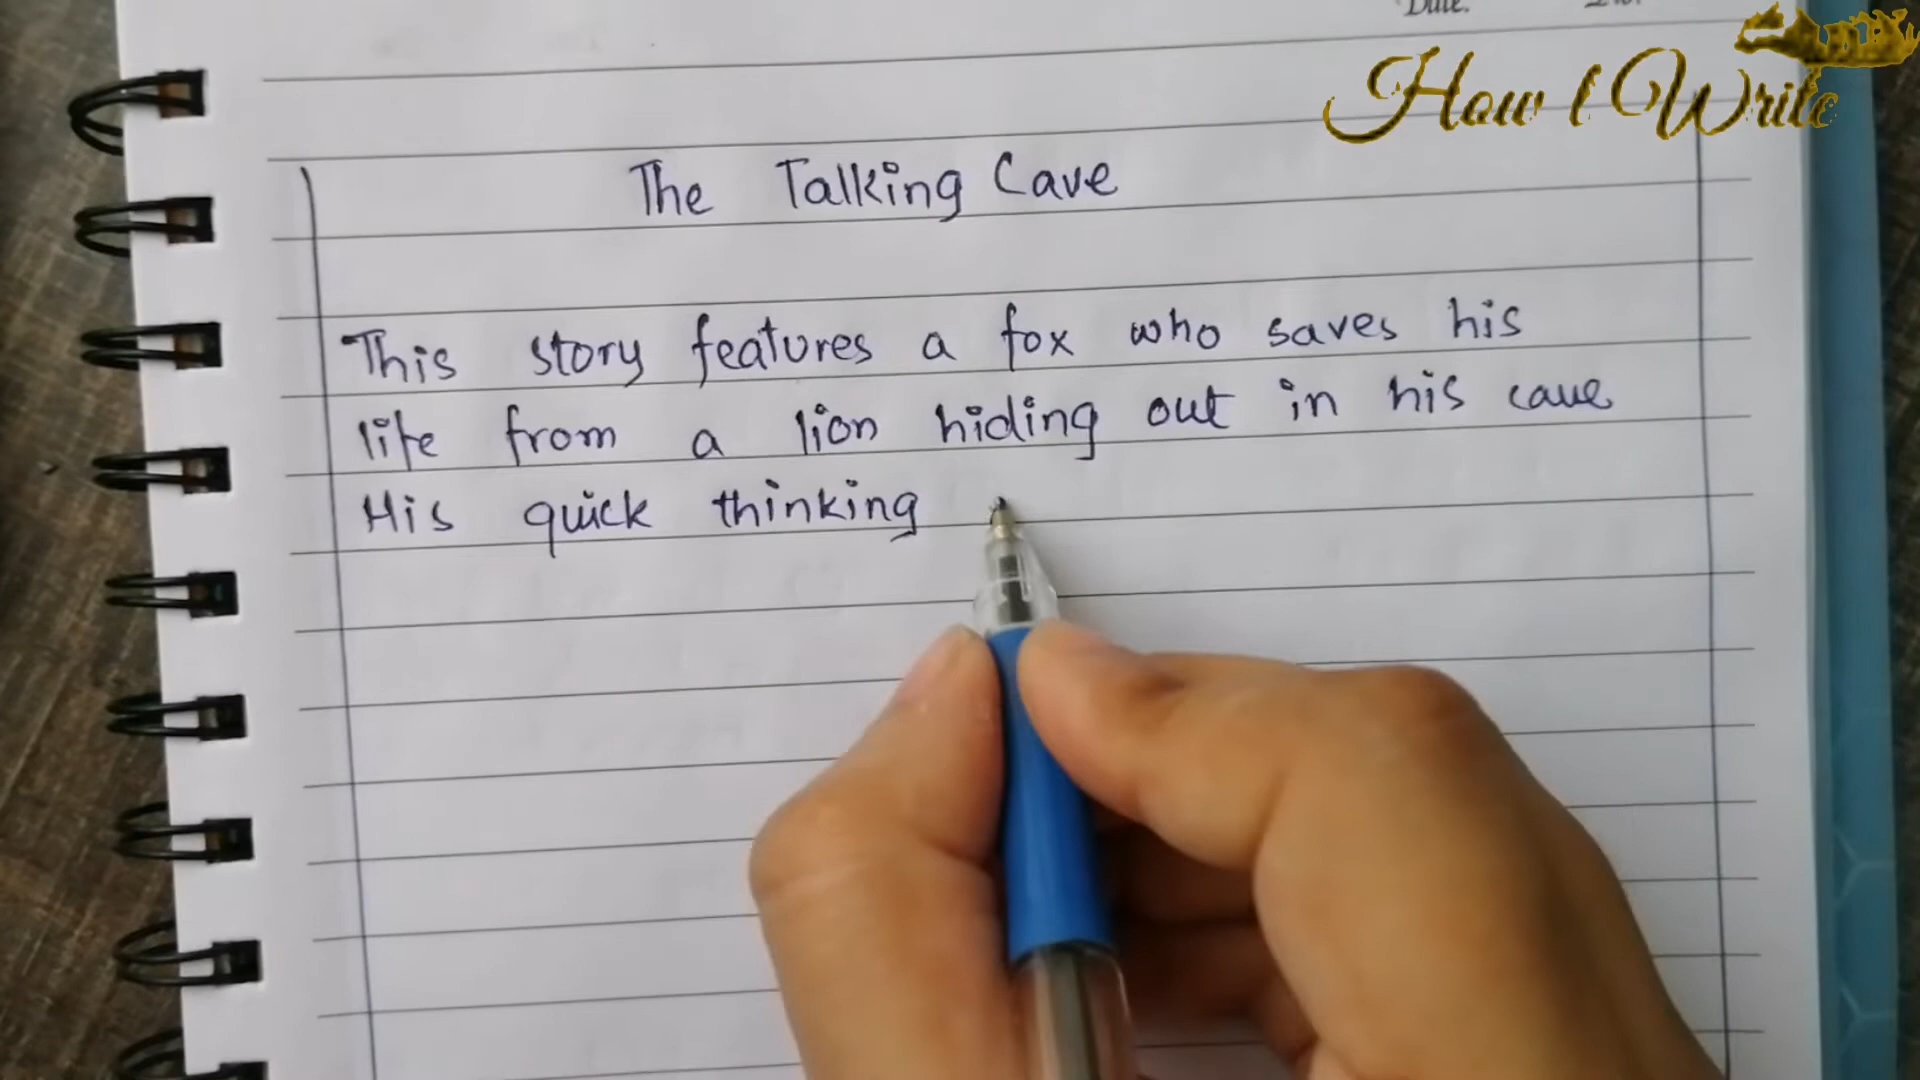 Date.
How I Write
The Talking Cave
This story features a fox who saves his
life from a lion hiding out in his cave
His quick thinking